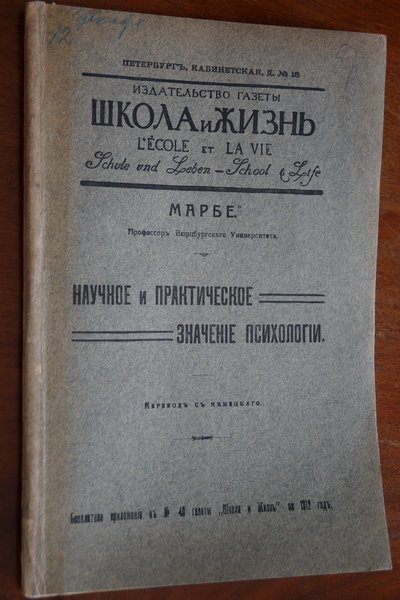 12
ПЕТЕРБУРГЪ, КАБИНЕТСКАЯ, Д. № 18
ИЗДАТЕЛЬСТВО ГАЗЕТЫ
ШКОЛА и ЖИЗНЬ
L'ÉCOLE ET LA VIE
Schule und Leben – School & Life
МАРБЕ.
Профессоръ Вюрцбургскаго Университета.
НАУЧНОЕ и ПРАКТИЧЕСКОЕ
ЗНАЧЕНІЕ ПСИХОЛОГІИ.
Переводъ съ нѣмецкаго.
Безплатное приложеніе къ № 40 газеты „Школа и Жизнь" за 1912 годъ.